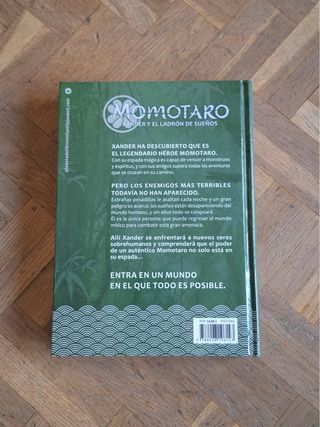 planetadelibrosinfantilyjuvenil.com
MOMOTARO
XANDER Y EL LADRÓN DE SUEÑOS
XANDER HA DESCUBIERTO QUE ES
EL LEGENDARIO HÉROE MOMOTARO.
Con su espada mágica es capaz de vencer a monstruos
y espíritus, y con sus amigos supera todas las aventuras
que se cruzan en su camino.
PERO LOS ENEMIGOS MÁS TERRIBLES
TODAVÍA NO HAN APARECIDO.
Extrañas pesadillas le asaltan cada noche y un gran
peligro se acerca: los sueños están desapareciendo del
mundo humano, y sin ellos todo se colapsará.
Él es la única persona que puede regresar al mundo
mítico para combatir esta gran amenaza.
Allí Xander se enfrentará a nuevos seres
sobrehumanos y comprenderá que el poder
de un auténtico Momotaro no solo está en
su espada...
ENTRA EN UN MUNDO
EN EL QUE TODO ES POSIBLE.